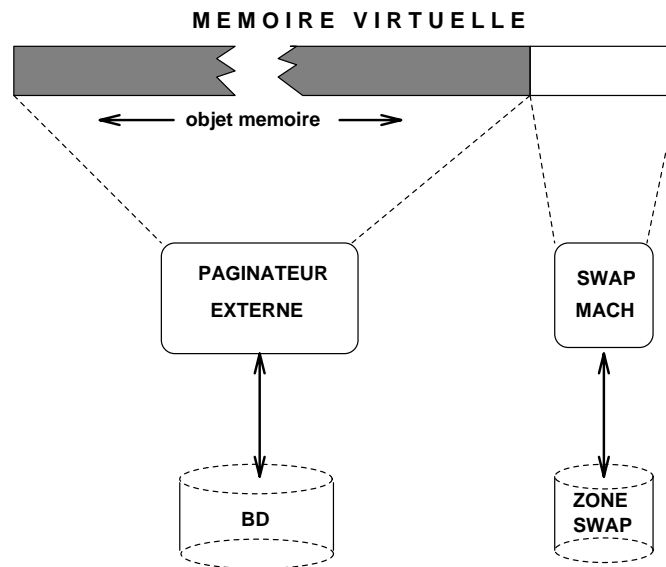 MEMOIRE VIRTUELLE
objet memoire
PAGINATEUR
EXTERNE
SWAP
MACH
BD
ZONE
SWAP